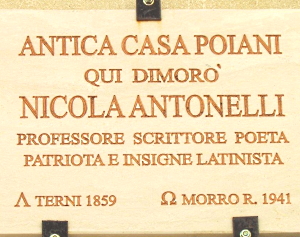 ANTICA CASA POIANI
QUI DIMORO'
NICOLA ANTONELLI
PROFESSORE SCRITTORE POETA
PATRIOTA E INSIGNE LATINISTA
Λ TERNI 1859 Ω MORRO R. 1941